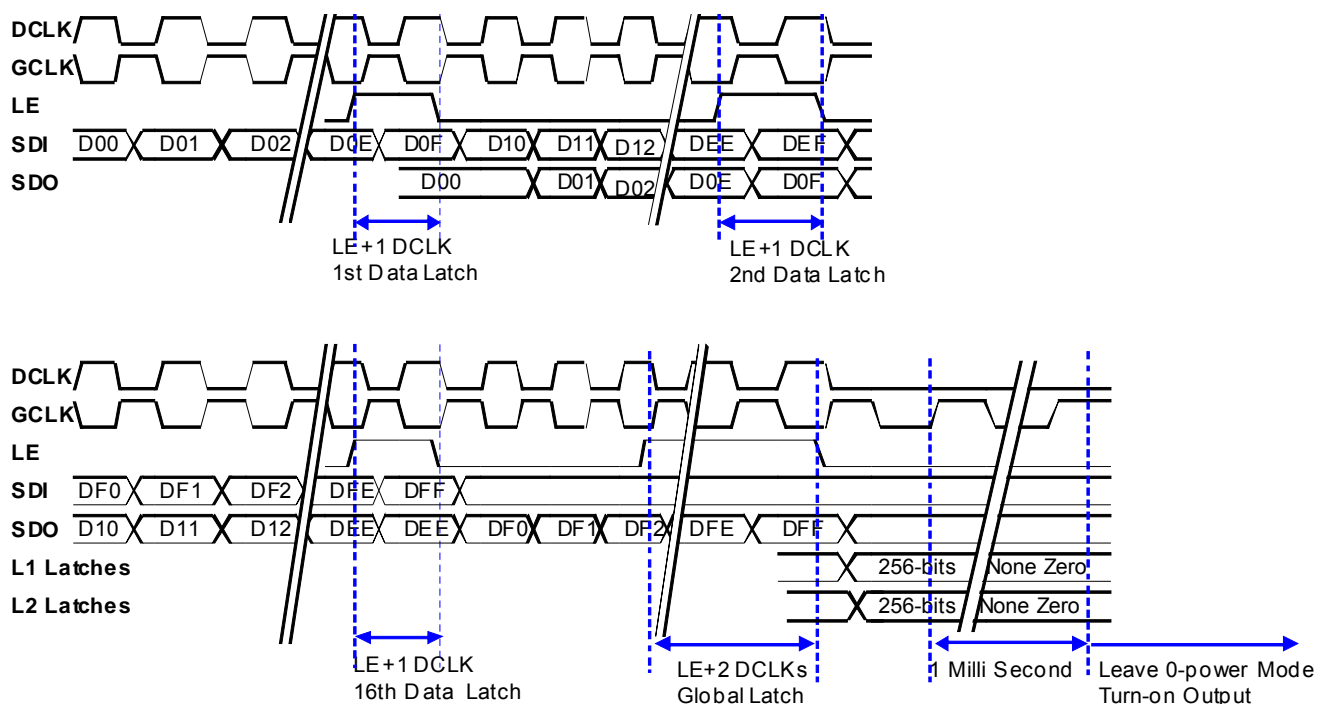 DCLK
GCLK
LE
SDI D00 D01 D02 D0E D0F D10 D11 D12 DEE DEF
SDO D00 D01 D02 D0E D0F
LE+1 DCLK
1st Data Latch
LE+1 DCLK
2nd Data Latch
DCLK
GCLK
LE
SDI DF0 DF1 DF2 DFE DFF
SDO D10 D11 D12 DEE DEE DF0 DF1 DF2 DFE DFF
L1 Latches 256-bits None Zero
L2 Latches 256-bits None Zero
LE+1 DCLK
16th Data Latch
LE+2 DCLKs
Global Latch
1 Milli Second
Leave 0-power Mode
Turn-on Output